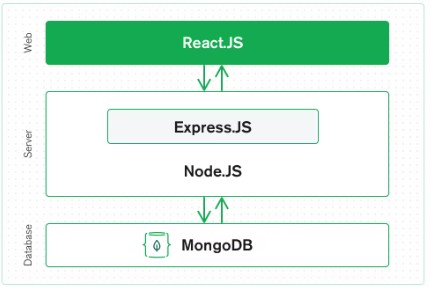 Web
React.JS
Server
Express.JS
Node.JS
Database
MongoDB